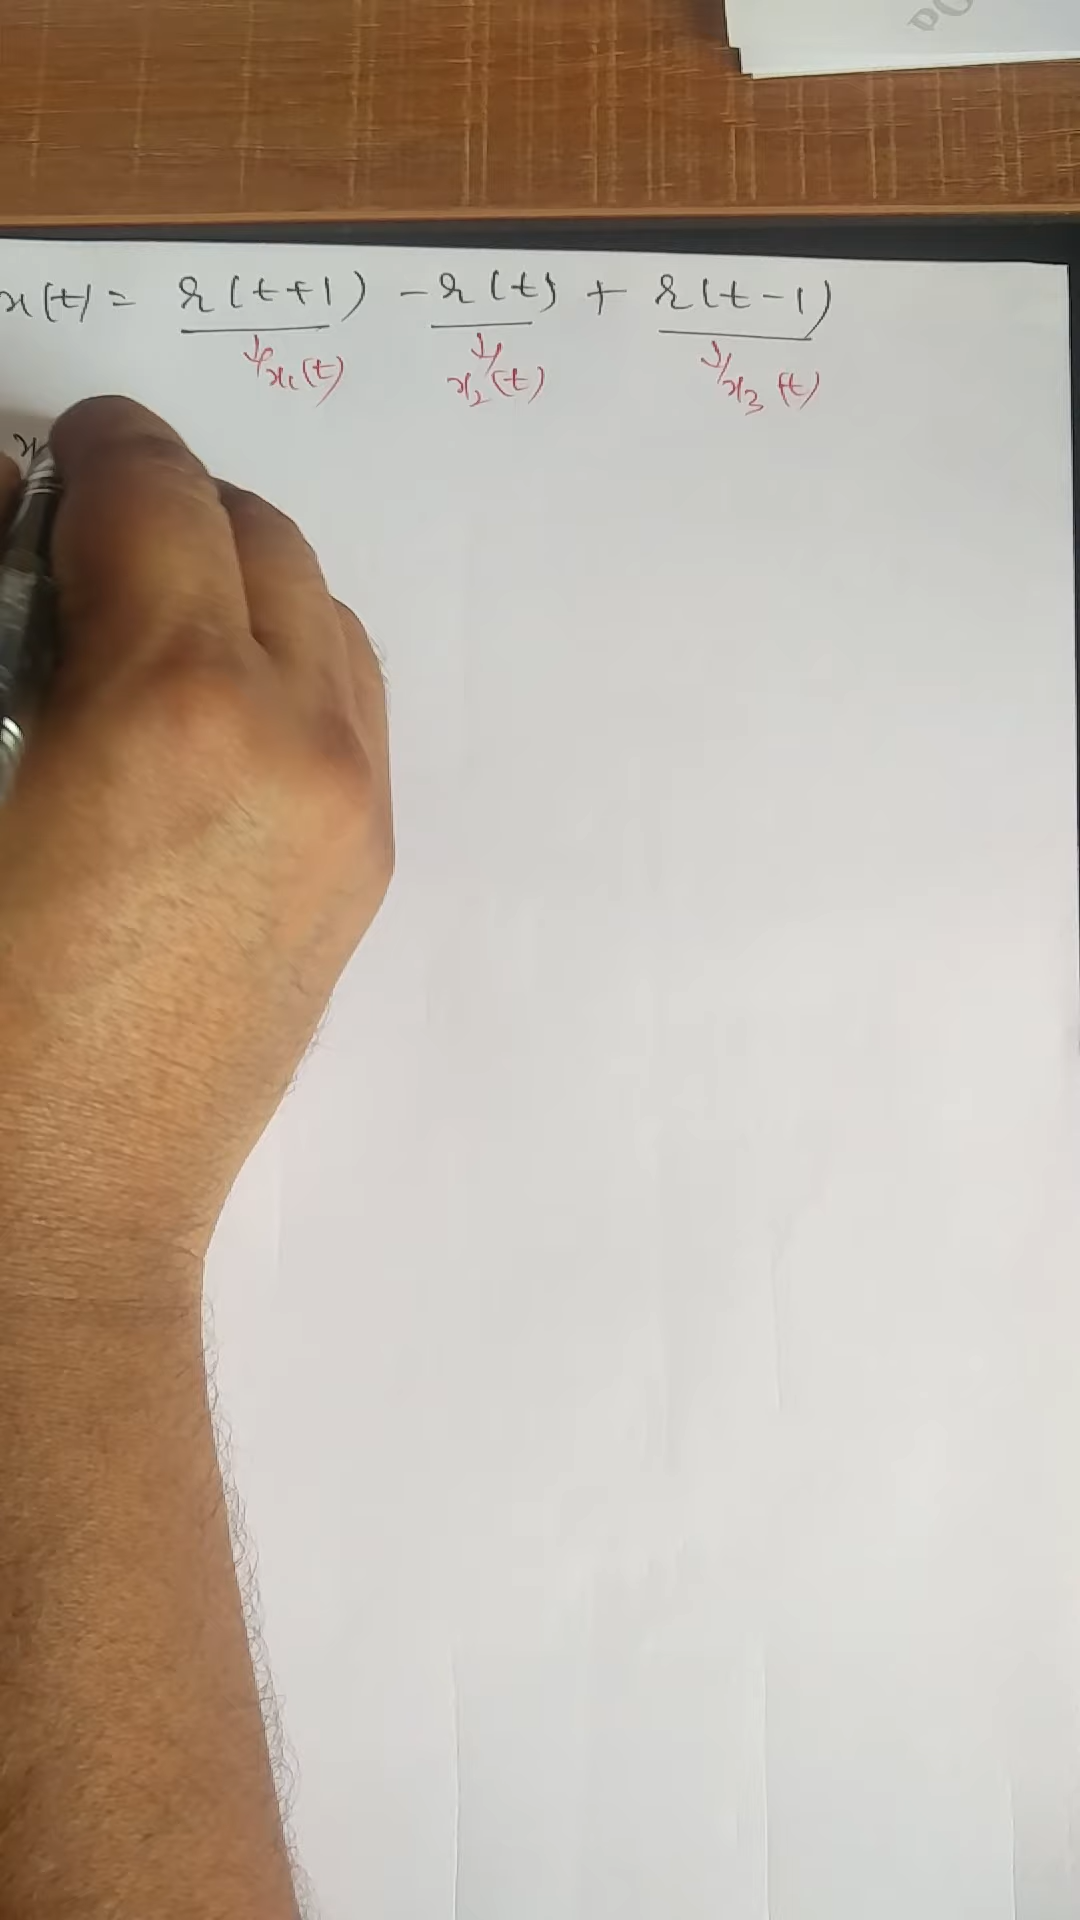 x(t) = r(t+1) - r(t) + r(t-1)
x₁(t) x₂(t) x₃(t)
x